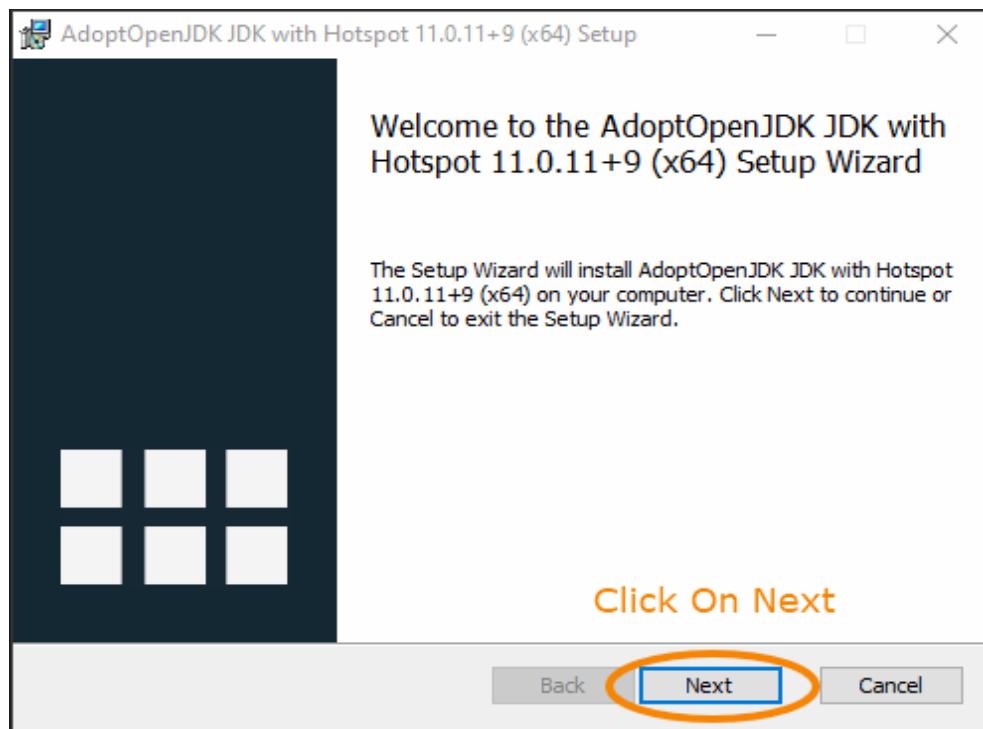 AdoptOpenJDK JDK with Hotspot 11.0.11+9 (x64) Setup
Welcome to the AdoptOpenJDK JDK with
Hotspot 11.0.11+9 (x64) Setup Wizard
The Setup Wizard will install AdoptOpenJDK JDK with Hotspot
11.0.11+9 (x64) on your computer. Click Next to continue or
Cancel to exit the Setup Wizard.
Click On Next
Back Next Cancel